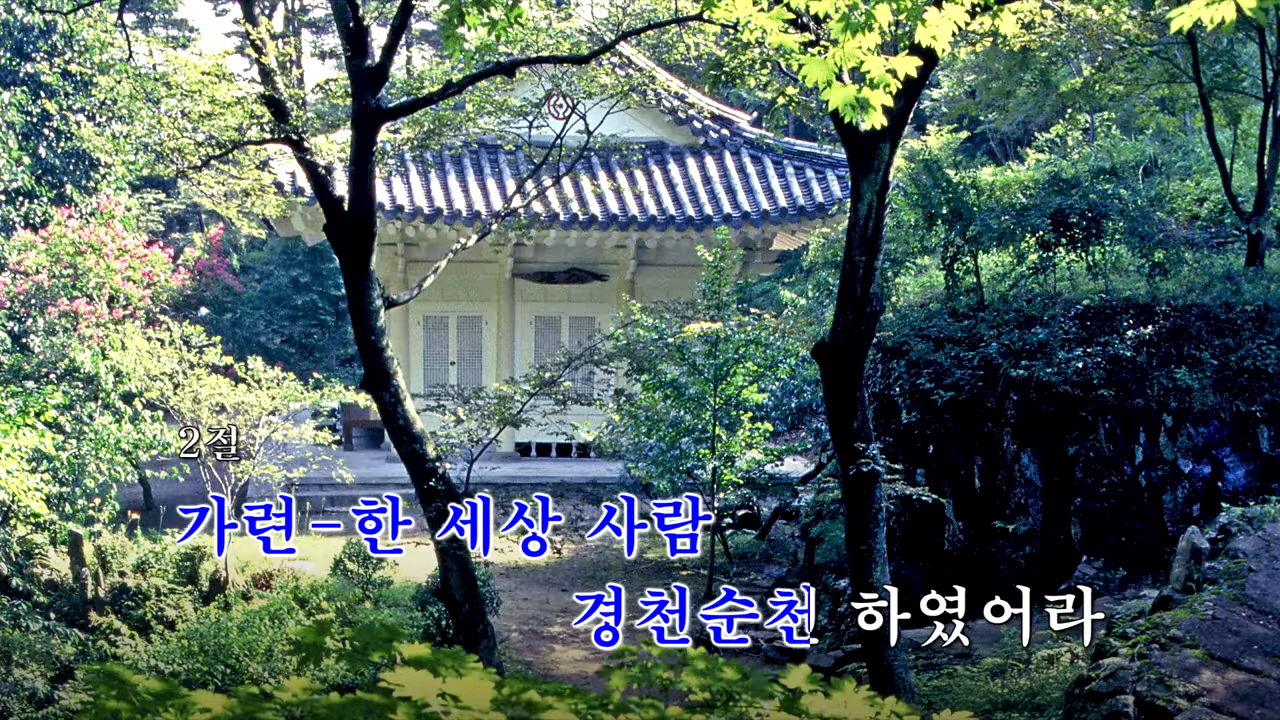 2절
가련-한 세상 사람
경천순천 하였어라